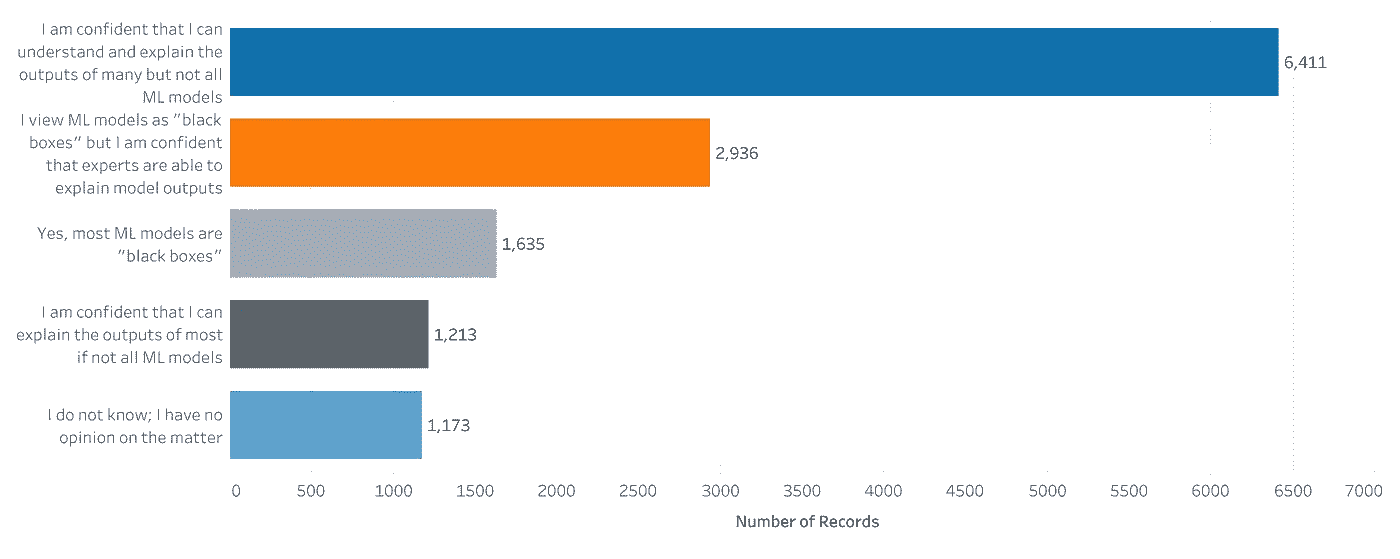 I am confident that I can
understand and explain the
outputs of many but not all
ML models
6,411
I view ML models as "black
boxes" but I am confident
that experts are able to
explain model outputs
2,936
Yes, most ML models are
"black boxes"
1,635
I am confident that I can
explain the outputs of most
if not all ML models
1,213
I do not know; I have no
opinion on the matter
1,173
0 500 1000 1500 2000 2500 3000 3500 4000 4500 5000 5500 6000 6500 7000
Number of Records